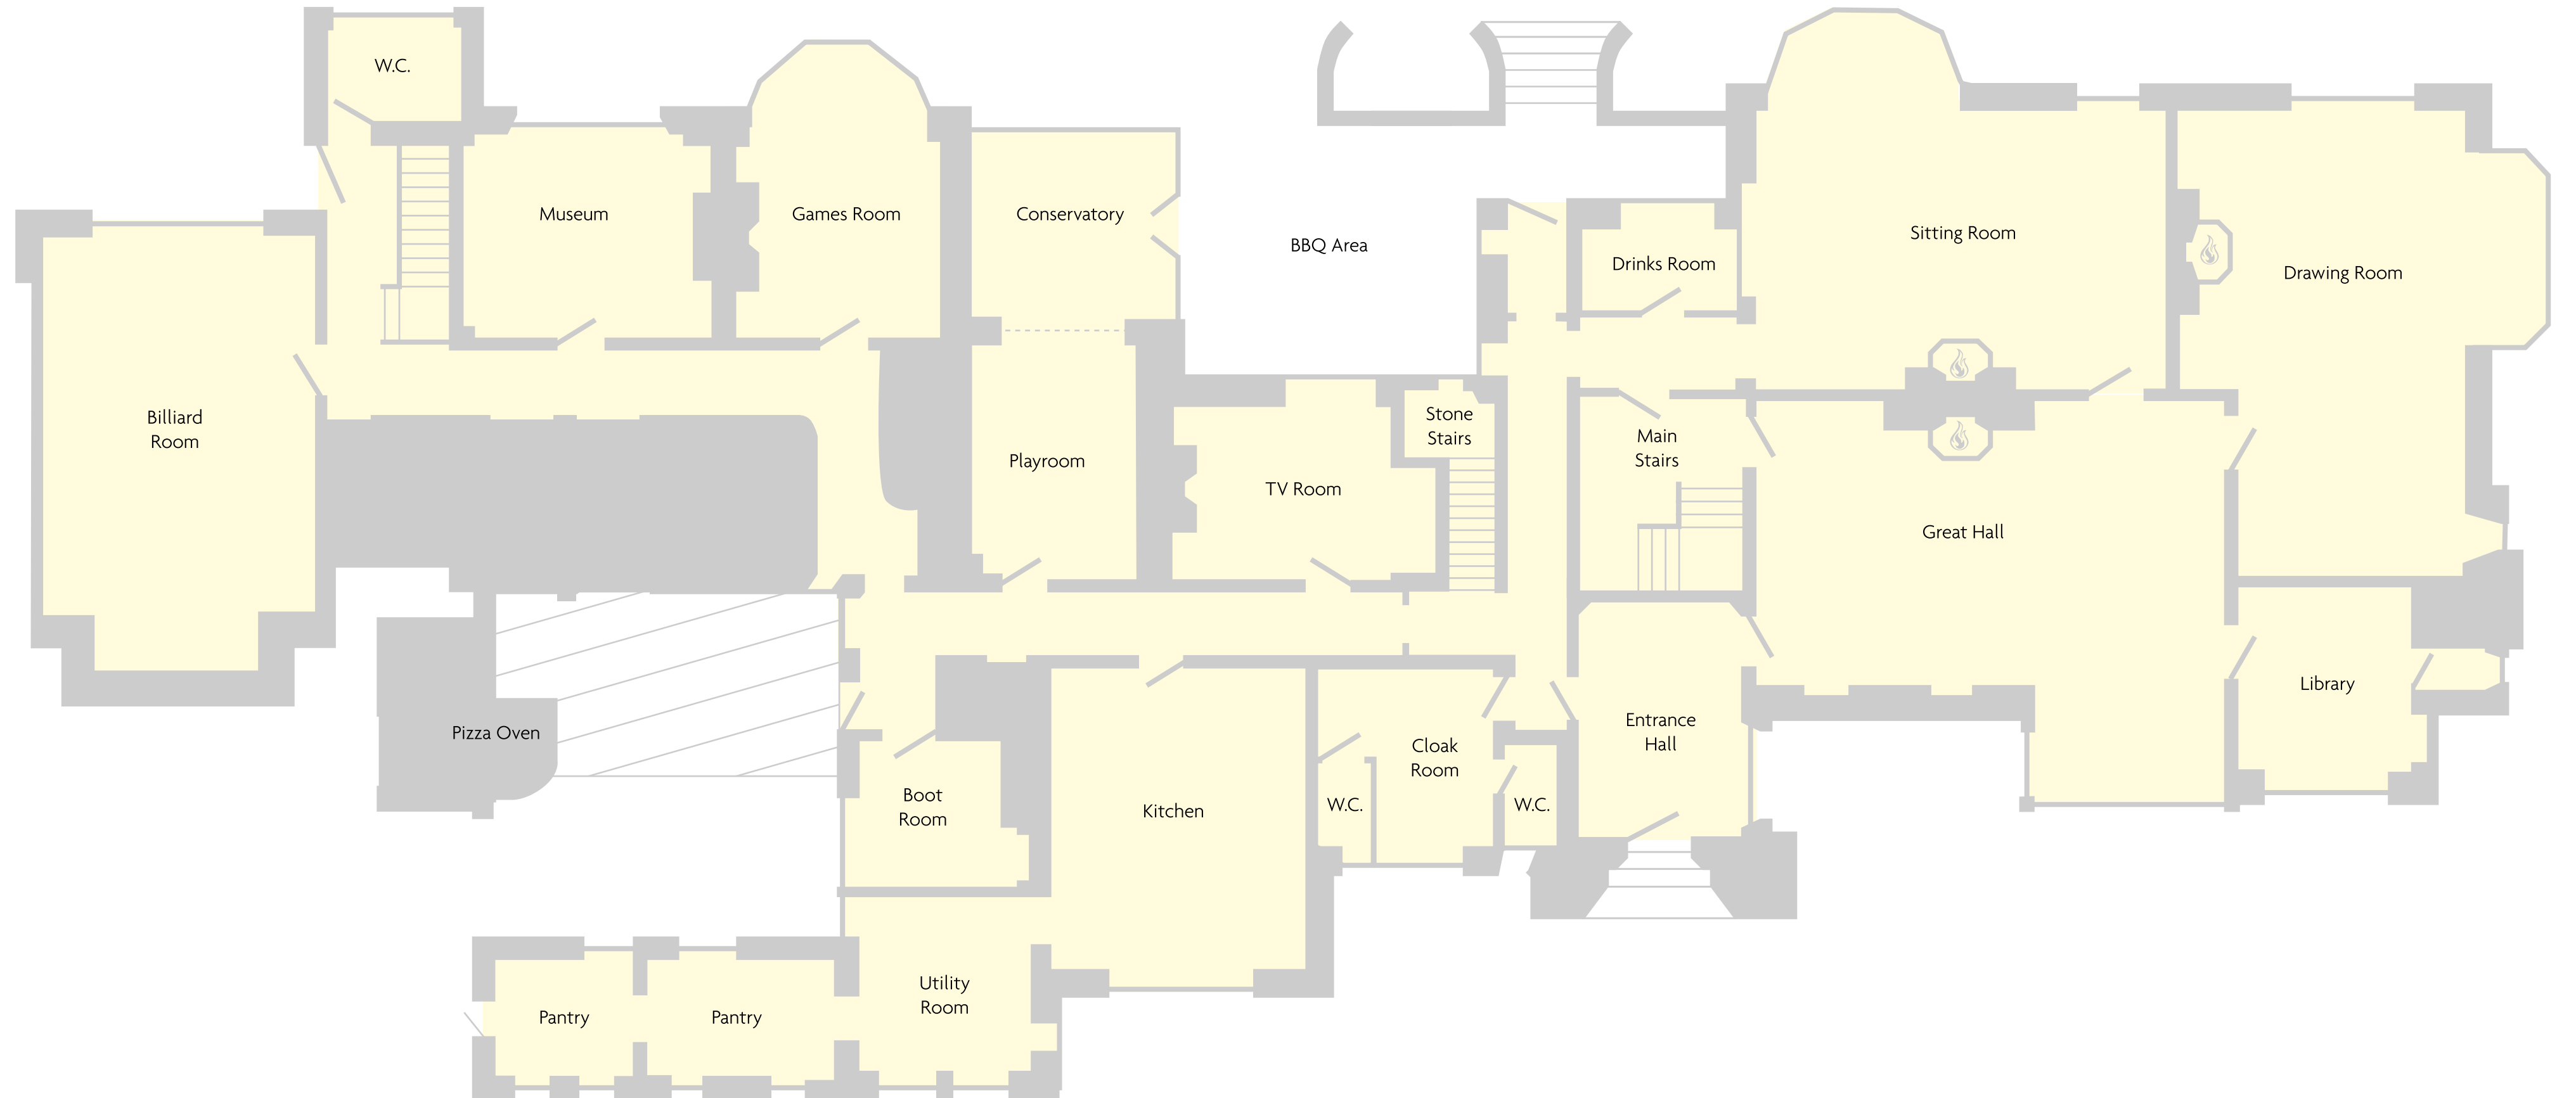 W.C.
Museum
Games Room
Conservatory
BBQ Area
Drinks Room
Sitting Room
Drawing Room
Billiard
Room
Playroom
TV Room
Stone
Stairs
Main
Stairs
Great Hall
Library
Pizza Oven
Boot
Room
Kitchen
W.C.
Cloak
Room
W.C.
Entrance
Hall
Pantry
Pantry
Utility
Room